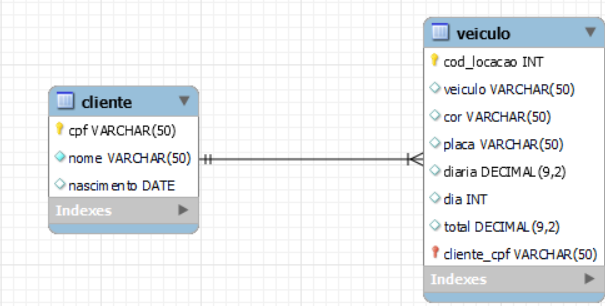 cliente
cpf VARCHAR(50)
nome VARCHAR(50)
nascimento DATE
Indexes
veiculo
cod_locacao INT
veiculo VARCHAR(50)
cor VARCHAR(50)
placa VARCHAR(50)
diaria DECIMAL(9,2)
dia INT
total DECIMAL(9,2)
cliente_cpf VARCHAR(50)
Indexes